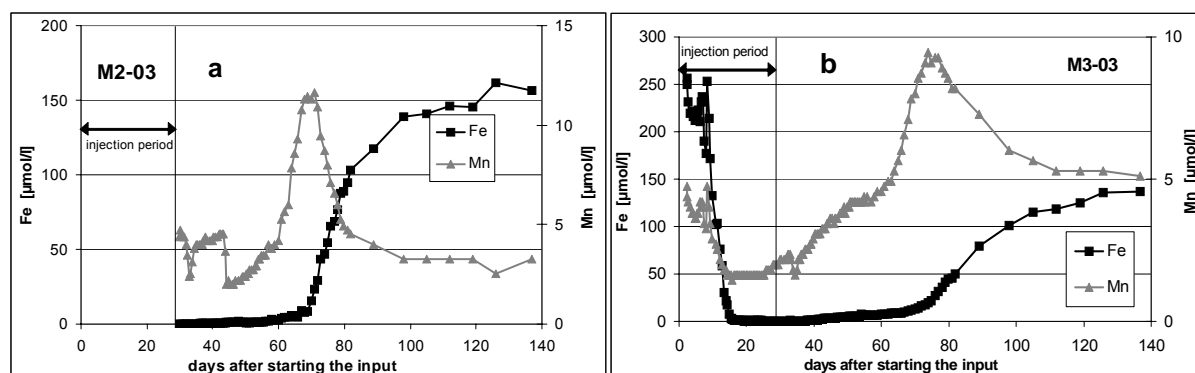 M2-03
a
injection period
Fe
Mn
Fe [µmol/l]
200
150
100
50
0
Mn [µmol/l]
15
10
5
0
0 20 40 60 80 100 120 140
days after starting the input
injection period
b
M3-03
Fe
Mn
Fe [µmol/l]
300
250
200
150
100
50
0
Mn [µmol/l]
10
5
0
0 20 40 60 80 100 120 140
days after starting the input